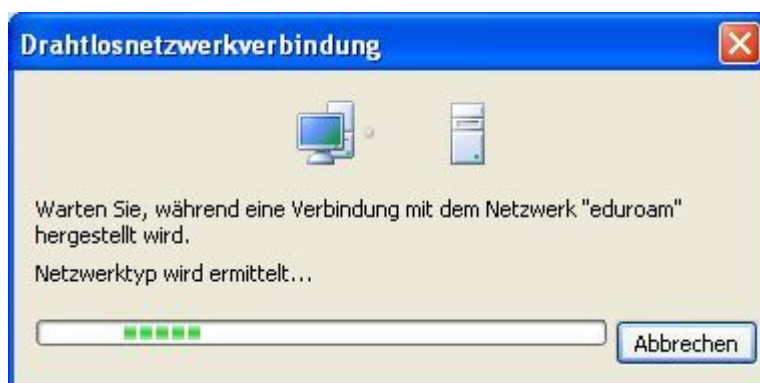 Drahtlosnetzwerkverbindung
Warten Sie, während eine Verbindung mit dem Netzwerk "eduroam"
hergestellt wird.
Netzwerktyp wird ermittelt...
Abbrechen